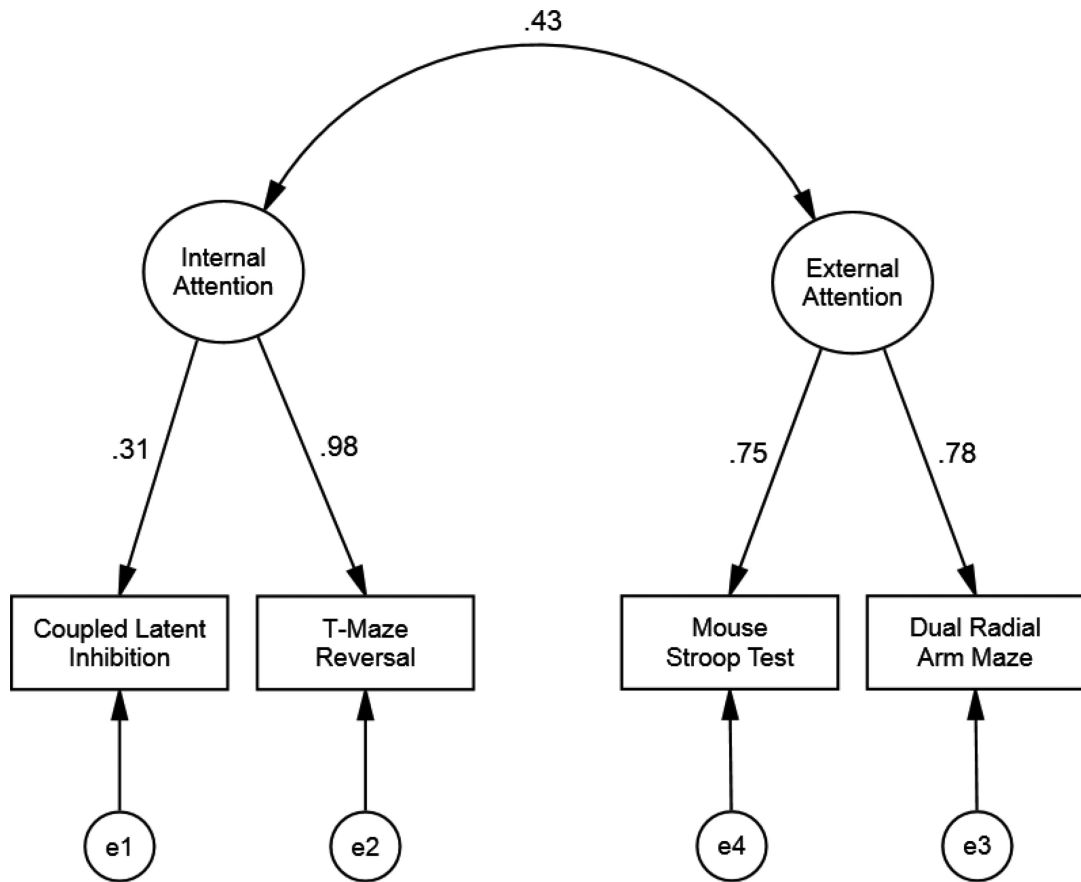 .43
Internal
Attention
External
Attention
.31
.98
.75
.78
Coupled Latent
Inhibition
T-Maze
Reversal
Mouse
Stroop Test
Dual Radial
Arm Maze
e1
e2
e4
e3